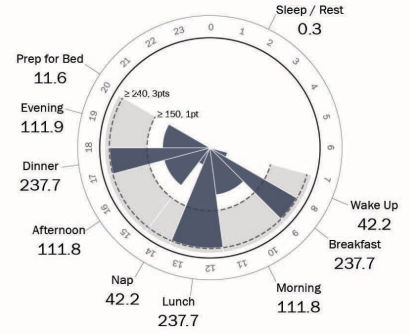 Sleep / Rest
0.3
Prep for Bed
11.6
Evening
111.9
Dinner
237.7
Afternoon
111.8
Nap
42.2
Lunch
237.7
Morning
111.8
Breakfast
237.7
Wake Up
42.2
≥ 240, 3pts
≥ 150, 1pt
0
1
2
3
4
5
6
7
8
9
10
11
12
13
14
15
16
17
18
19
20
21
22
23